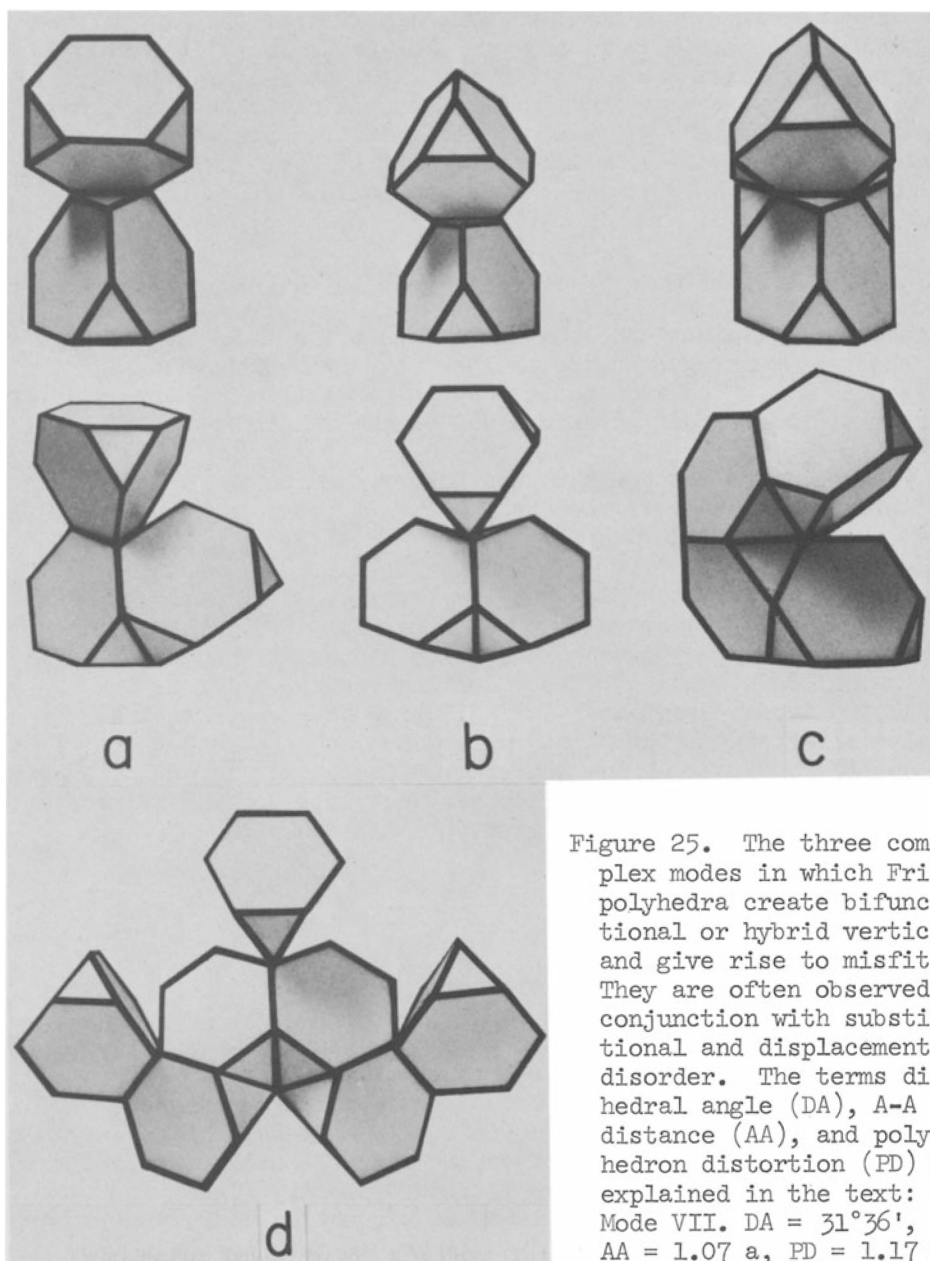 a
b
c
d
Figure 25. The three com
plex modes in which Fri
polyhedra create bifunc
tional or hybrid vertic
and give rise to misfit
They are often observed
conjunction with substi
tional and displacement
disorder. The terms di
hedral angle (DA), A-A
distance (AA), and poly
hedron distortion (PD)
explained in the text:
Mode VII. DA = 31°36',
AA = 1.07 a, PD = 1.17